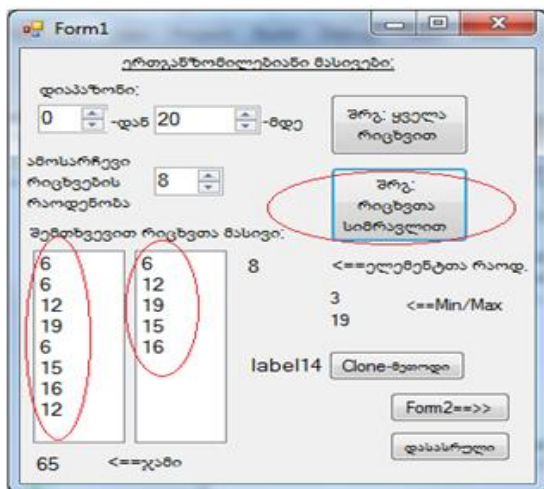 Form1
ერთგანზომილებიანი მასივები:
დიაპაზონი:
0 -დან 20 -მდე
შრგ: ყველა
რიცხვით
ამოსარჩევი
რიცხვების
რაოდენობა
8
შრგ:
რიცხვთა
სიმრავლით
შემთხვევით რიცხვთა მასივი:
6
6
12
19
6
15
16
12
6
12
19
15
16
8 <==ელემენტთა რაოდ.
3
19
<==Min/Max
label14 Clone-მეთოდი
Form2==>>
დასასრული
65 <==ჯამი